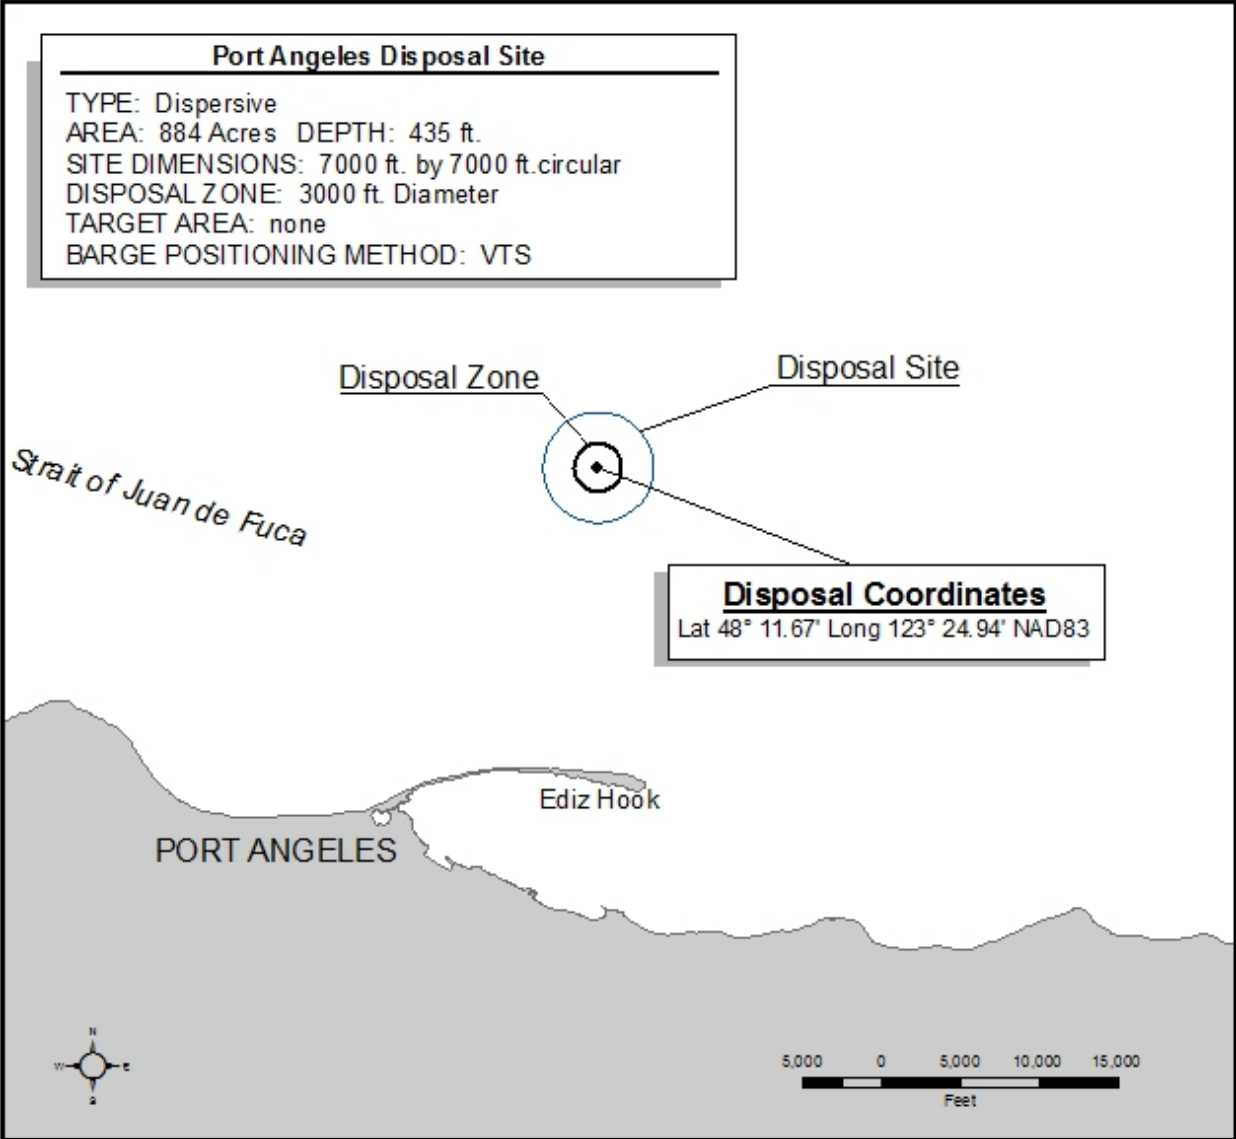 Port Angeles Disposal Site
TYPE: Dispersive
AREA: 884 Acres DEPTH: 435 ft.
SITE DIMENSIONS: 7000 ft. by 7000 ft.circular
DISPOSAL ZONE: 3000 ft. Diameter
TARGET AREA: none
BARGE POSITIONING METHOD: VTS
Disposal Zone
Disposal Site
Strait of Juan de Fuca
Disposal Coordinates
Lat 48° 11.67' Long 123° 24.94' NAD83
Ediz Hook
PORT ANGELES
N
W E
S
5,000 0 5,000 10,000 15,000
Feet